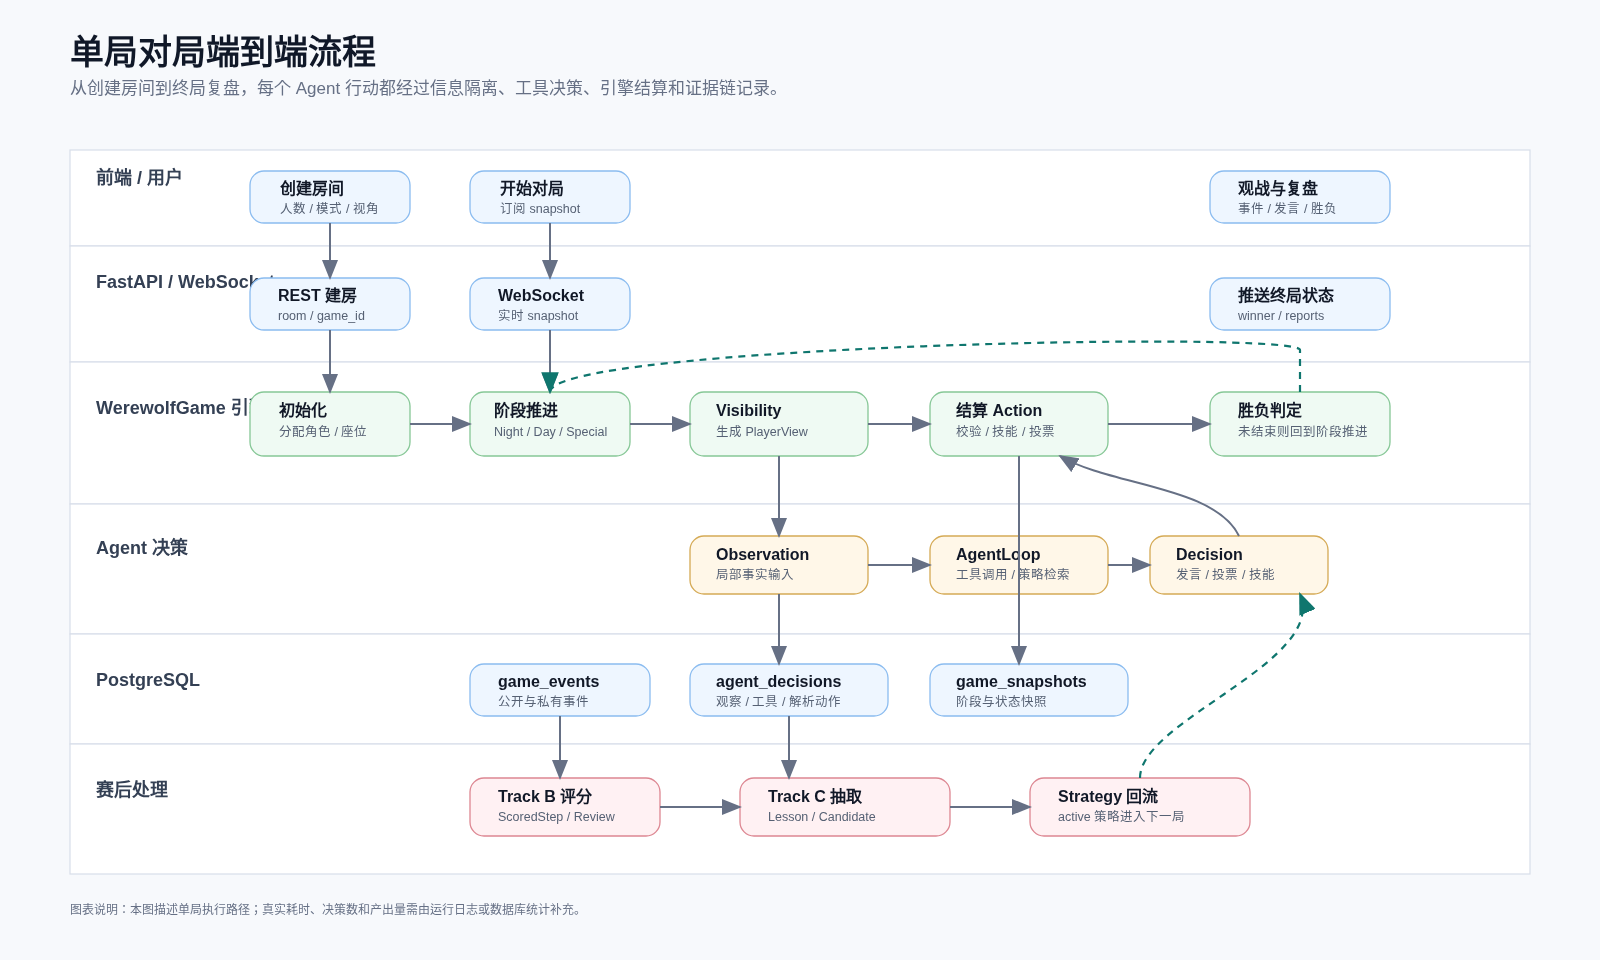 单局对局端到端流程
从创建房间到终局复盘，每个 Agent 行动都经过信息隔离、工具决策、引擎结算和证据链记录。
前端 / 用户
创建房间
人数 / 模式 / 视角
开始对局
订阅 snapshot
观战与复盘
事件 / 发言 / 胜负
FastAPI / WebSocket
REST 建房
room / game_id
WebSocket
实时 snapshot
推送终局状态
winner / reports
WerewolfGame 引
初始化
分配角色 / 座位
阶段推进
Night / Day / Special
Visibility
生成 PlayerView
结算 Action
校验 / 技能 / 投票
胜负判定
未结束则回到阶段推进
Agent 决策
Observation
局部事实输入
AgentLoop
工具调用 / 策略检索
Decision
发言 / 投票 / 技能
PostgreSQL
game_events
公开与私有事件
agent_decisions
观察 / 工具 / 解析动作
game_snapshots
阶段与状态快照
赛后处理
Track B 评分
ScoredStep / Review
Track C 抽取
Lesson / Candidate
Strategy 回流
active 策略进入下一局
图表说明：本图描述单局执行路径；真实耗时、决策数和产出量需由运行日志或数据库统计补充。